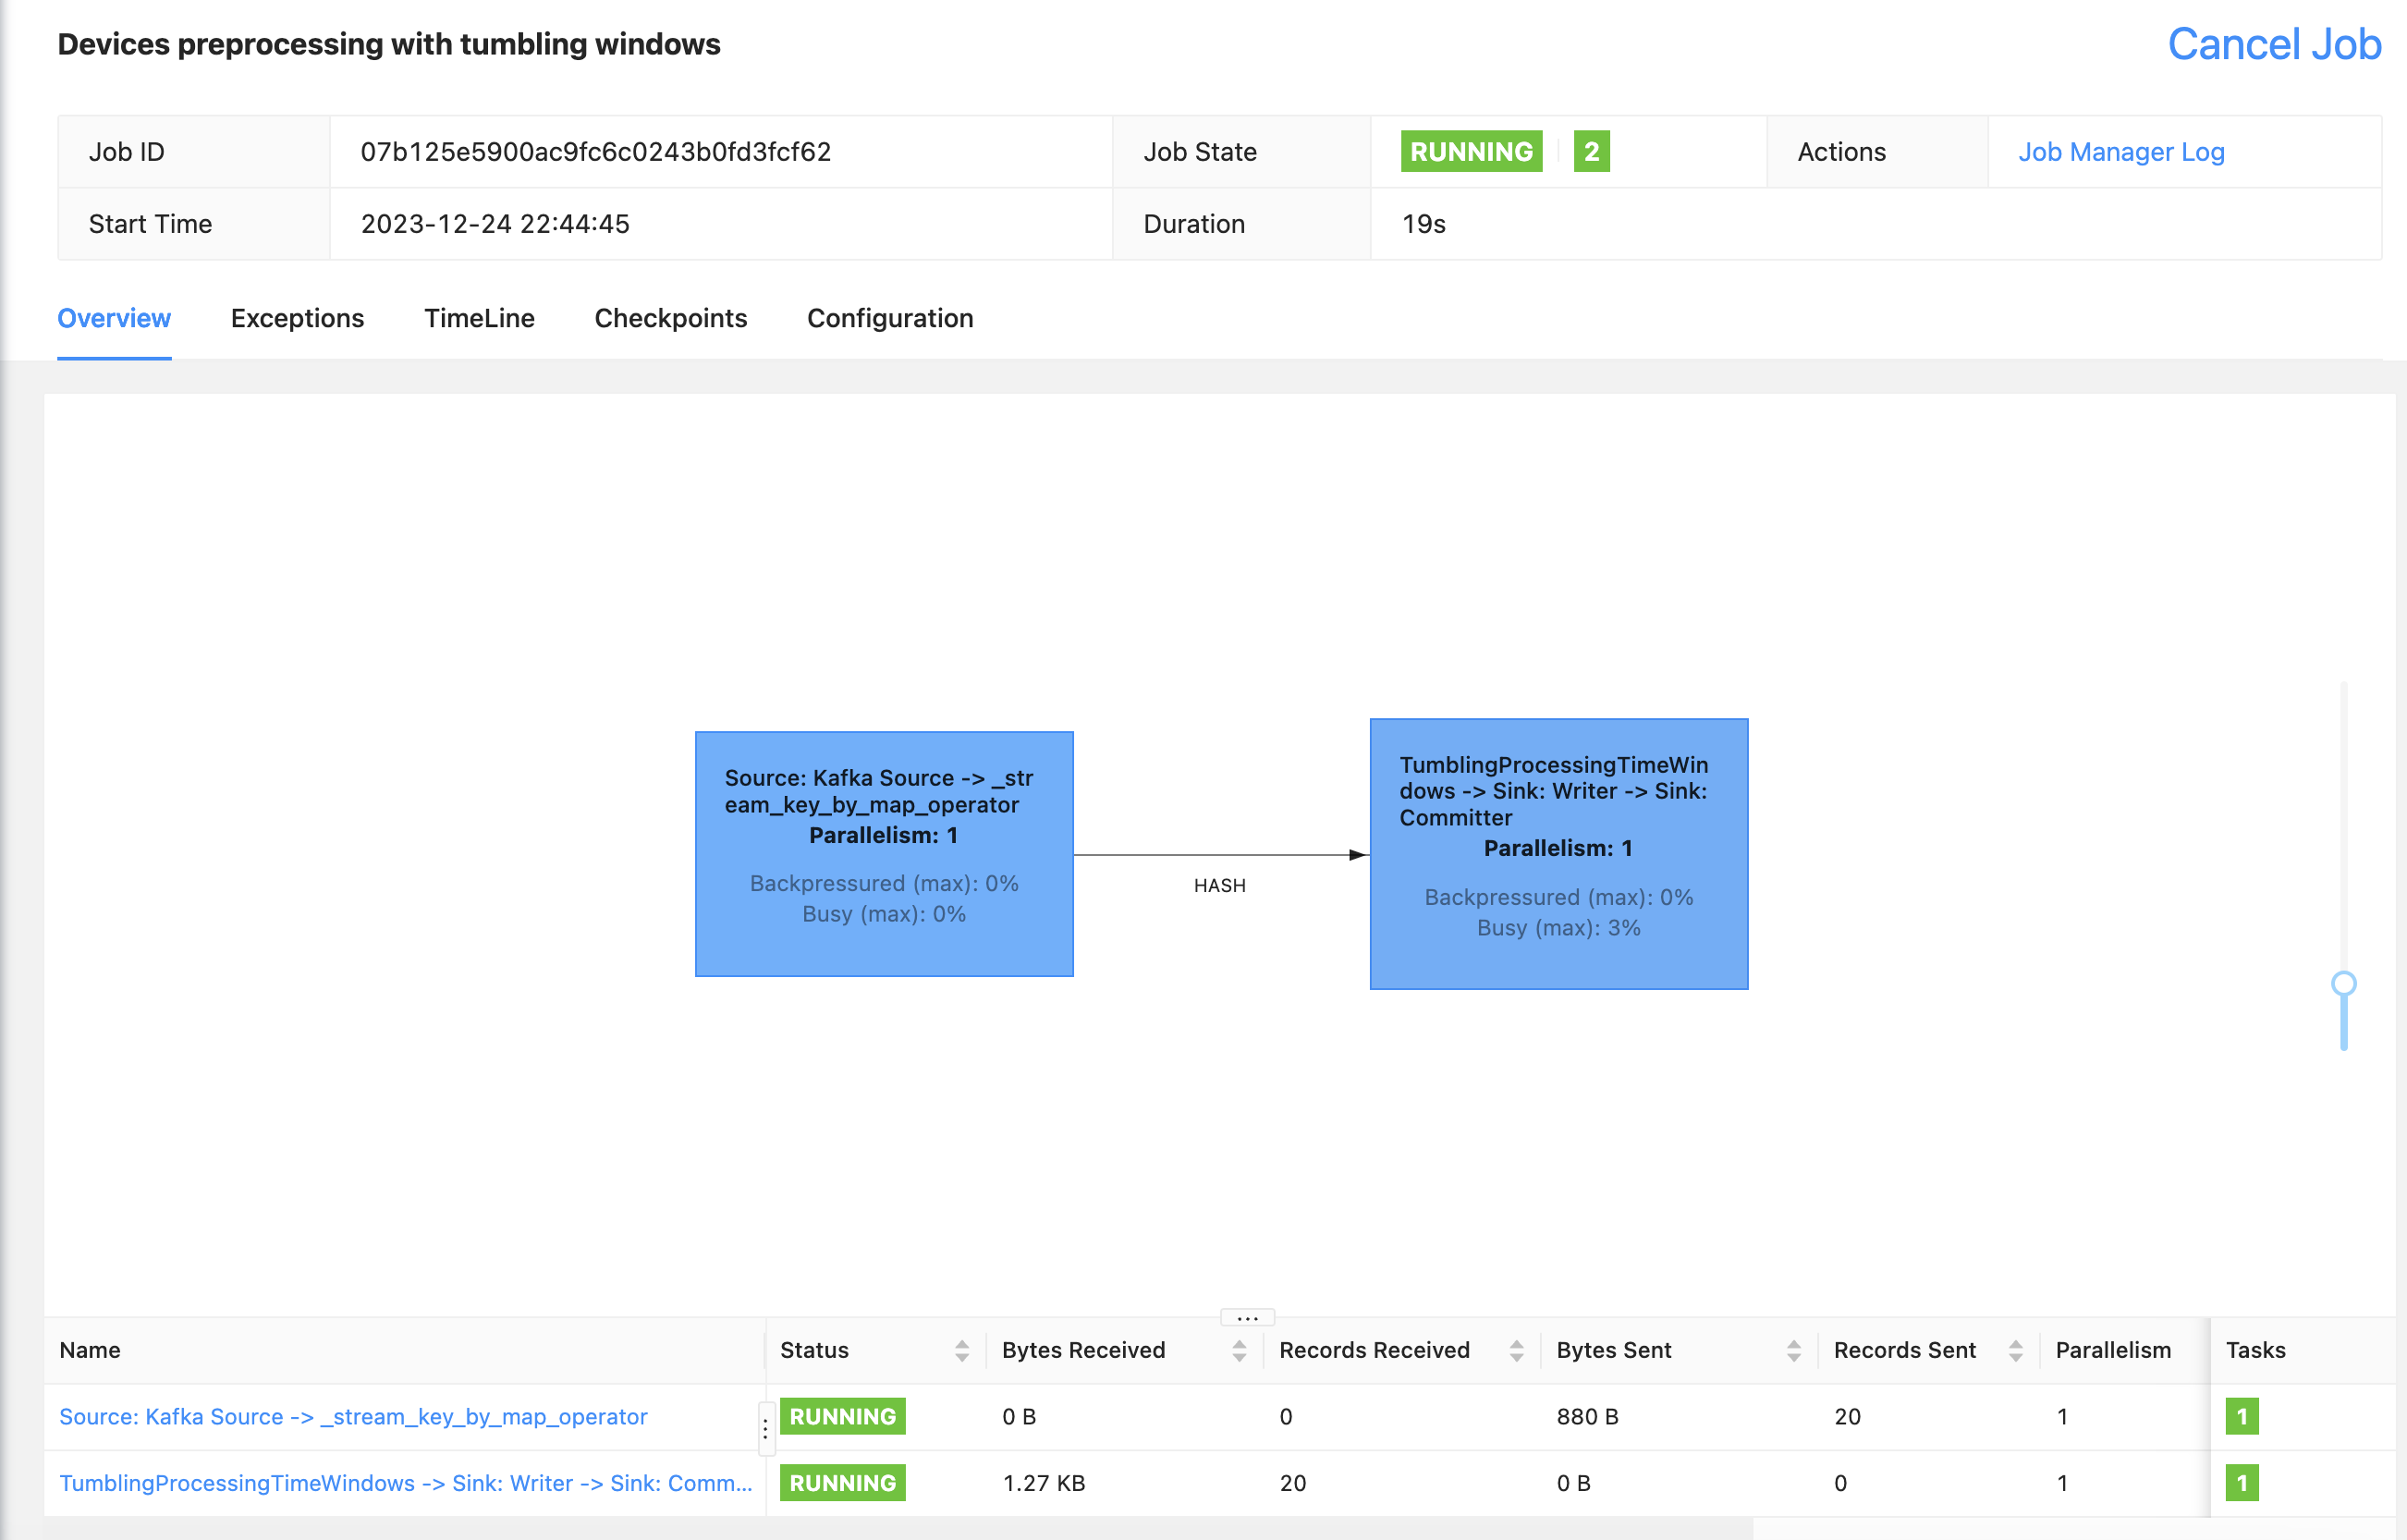 Devices preprocessing with tumbling windows
Cancel Job
Job ID 07b125e5900ac9fc6c0243b0fd3fcf62 Job State RUNNING 2 Actions Job Manager Log
Start Time 2023-12-24 22:44:45 Duration 19s
Overview Exceptions TimeLine Checkpoints Configuration
Source: Kafka Source -> _str
eam_key_by_map_operator
Parallelism: 1
Backpressured (max): 0%
Busy (max): 0%
HASH
TumblingProcessingTimeWin
dows -> Sink: Writer -> Sink:
Committer
Parallelism: 1
Backpressured (max): 0%
Busy (max): 3%
Name Status Bytes Received Records Received Bytes Sent Records Sent Parallelism Tasks
Source: Kafka Source -> _stream_key_by_map_operator RUNNING 0 B 0 880 B 20 1 1
TumblingProcessingTimeWindows -> Sink: Writer -> Sink: Comm... RUNNING 1.27 KB 20 0 B 0 1 1